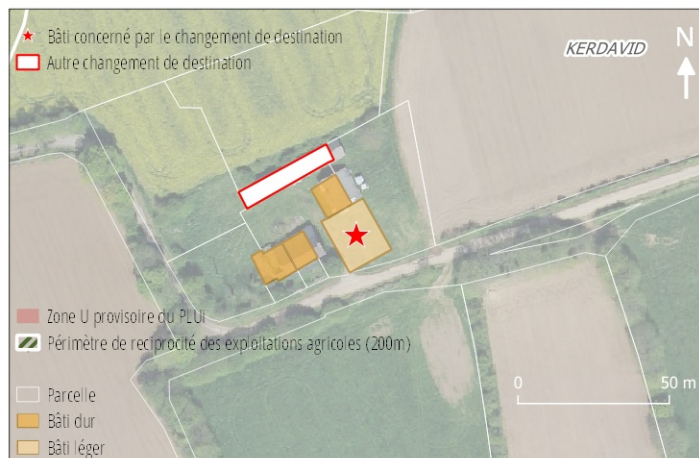 Bâti concerné par le changement de destination
Autre changement de destination
KERDAVID
N
Zone U provisoire du PLUi
Périmètre de reciprocité des exploitations agricoles (200m)
Parcelle
Bâti dur
Bâti léger
0 50 m